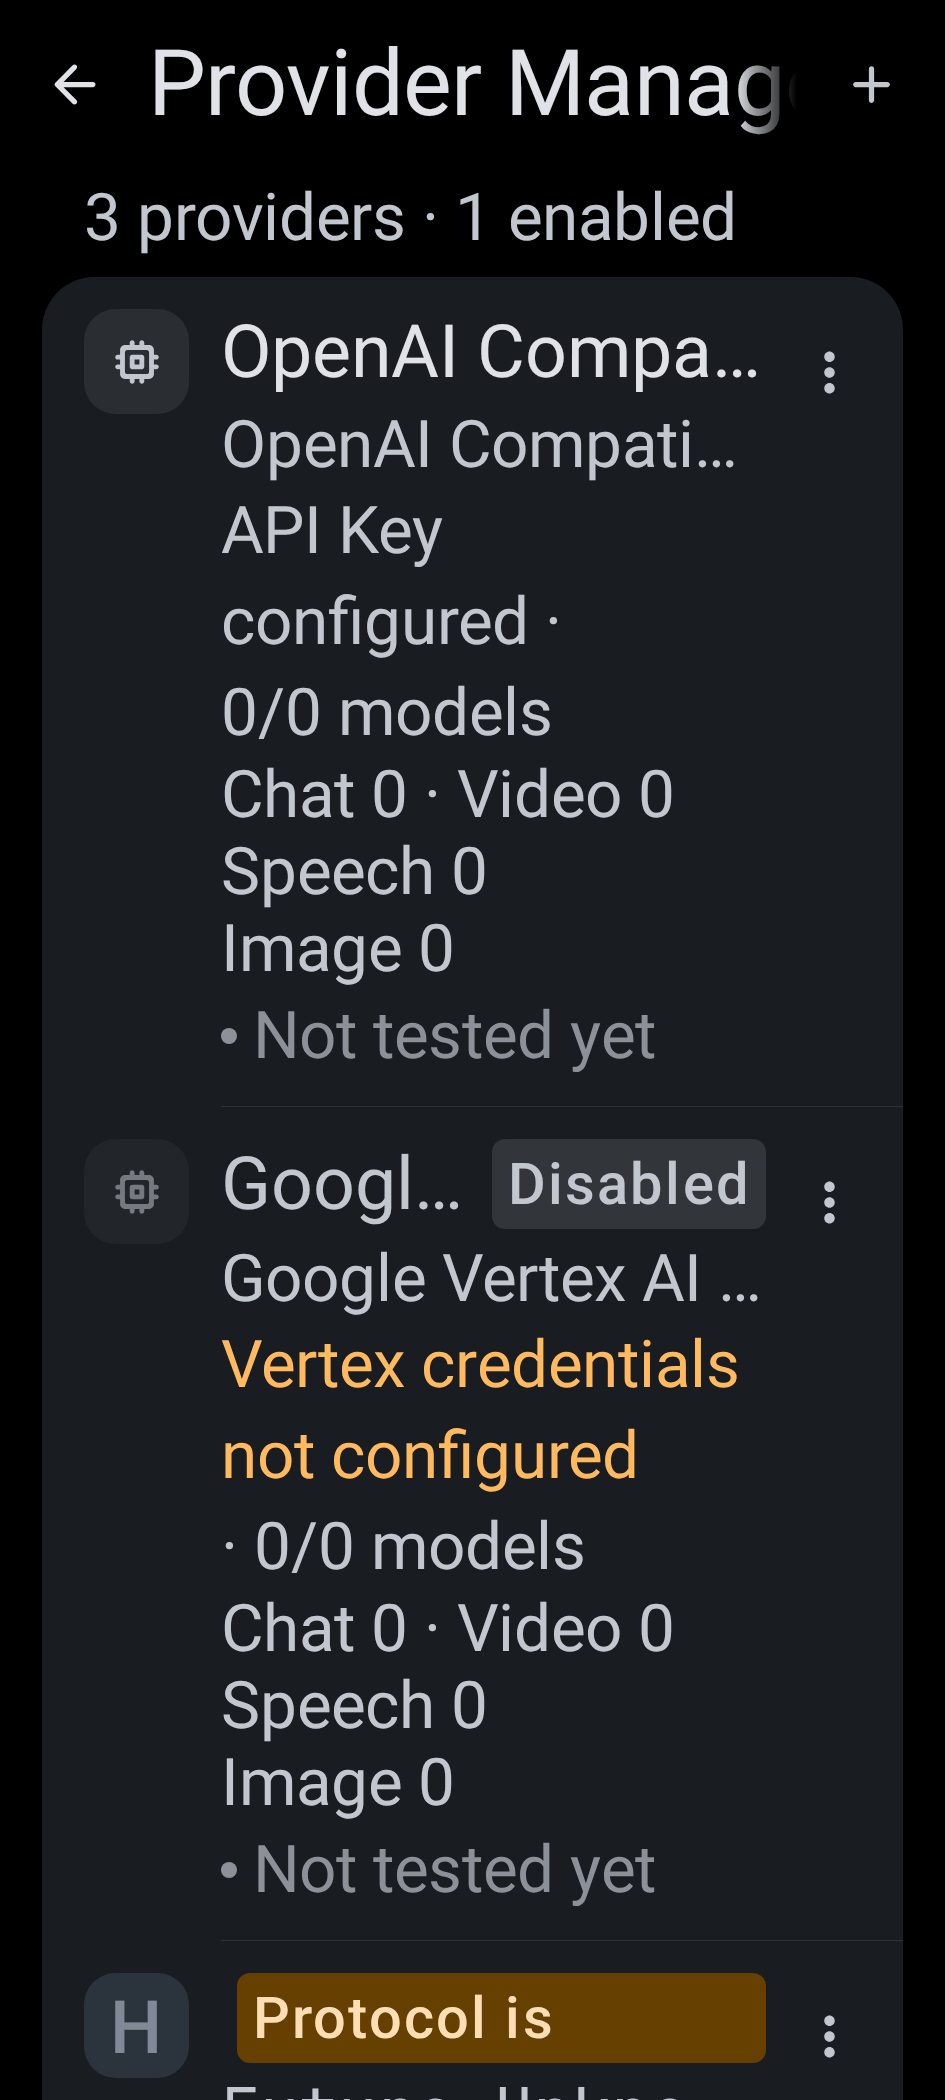 Provider Manag
3 providers · 1 enabled
OpenAI Compa...
OpenAI Compati...
API Key
configured ·
0/0 models
Chat 0 · Video 0
Speech 0
Image 0
• Not tested yet
Googl... Disabled
Google Vertex AI ...
Vertex credentials
not configured
· 0/0 models
Chat 0 · Video 0
Speech 0
Image 0
• Not tested yet
H Protocol is